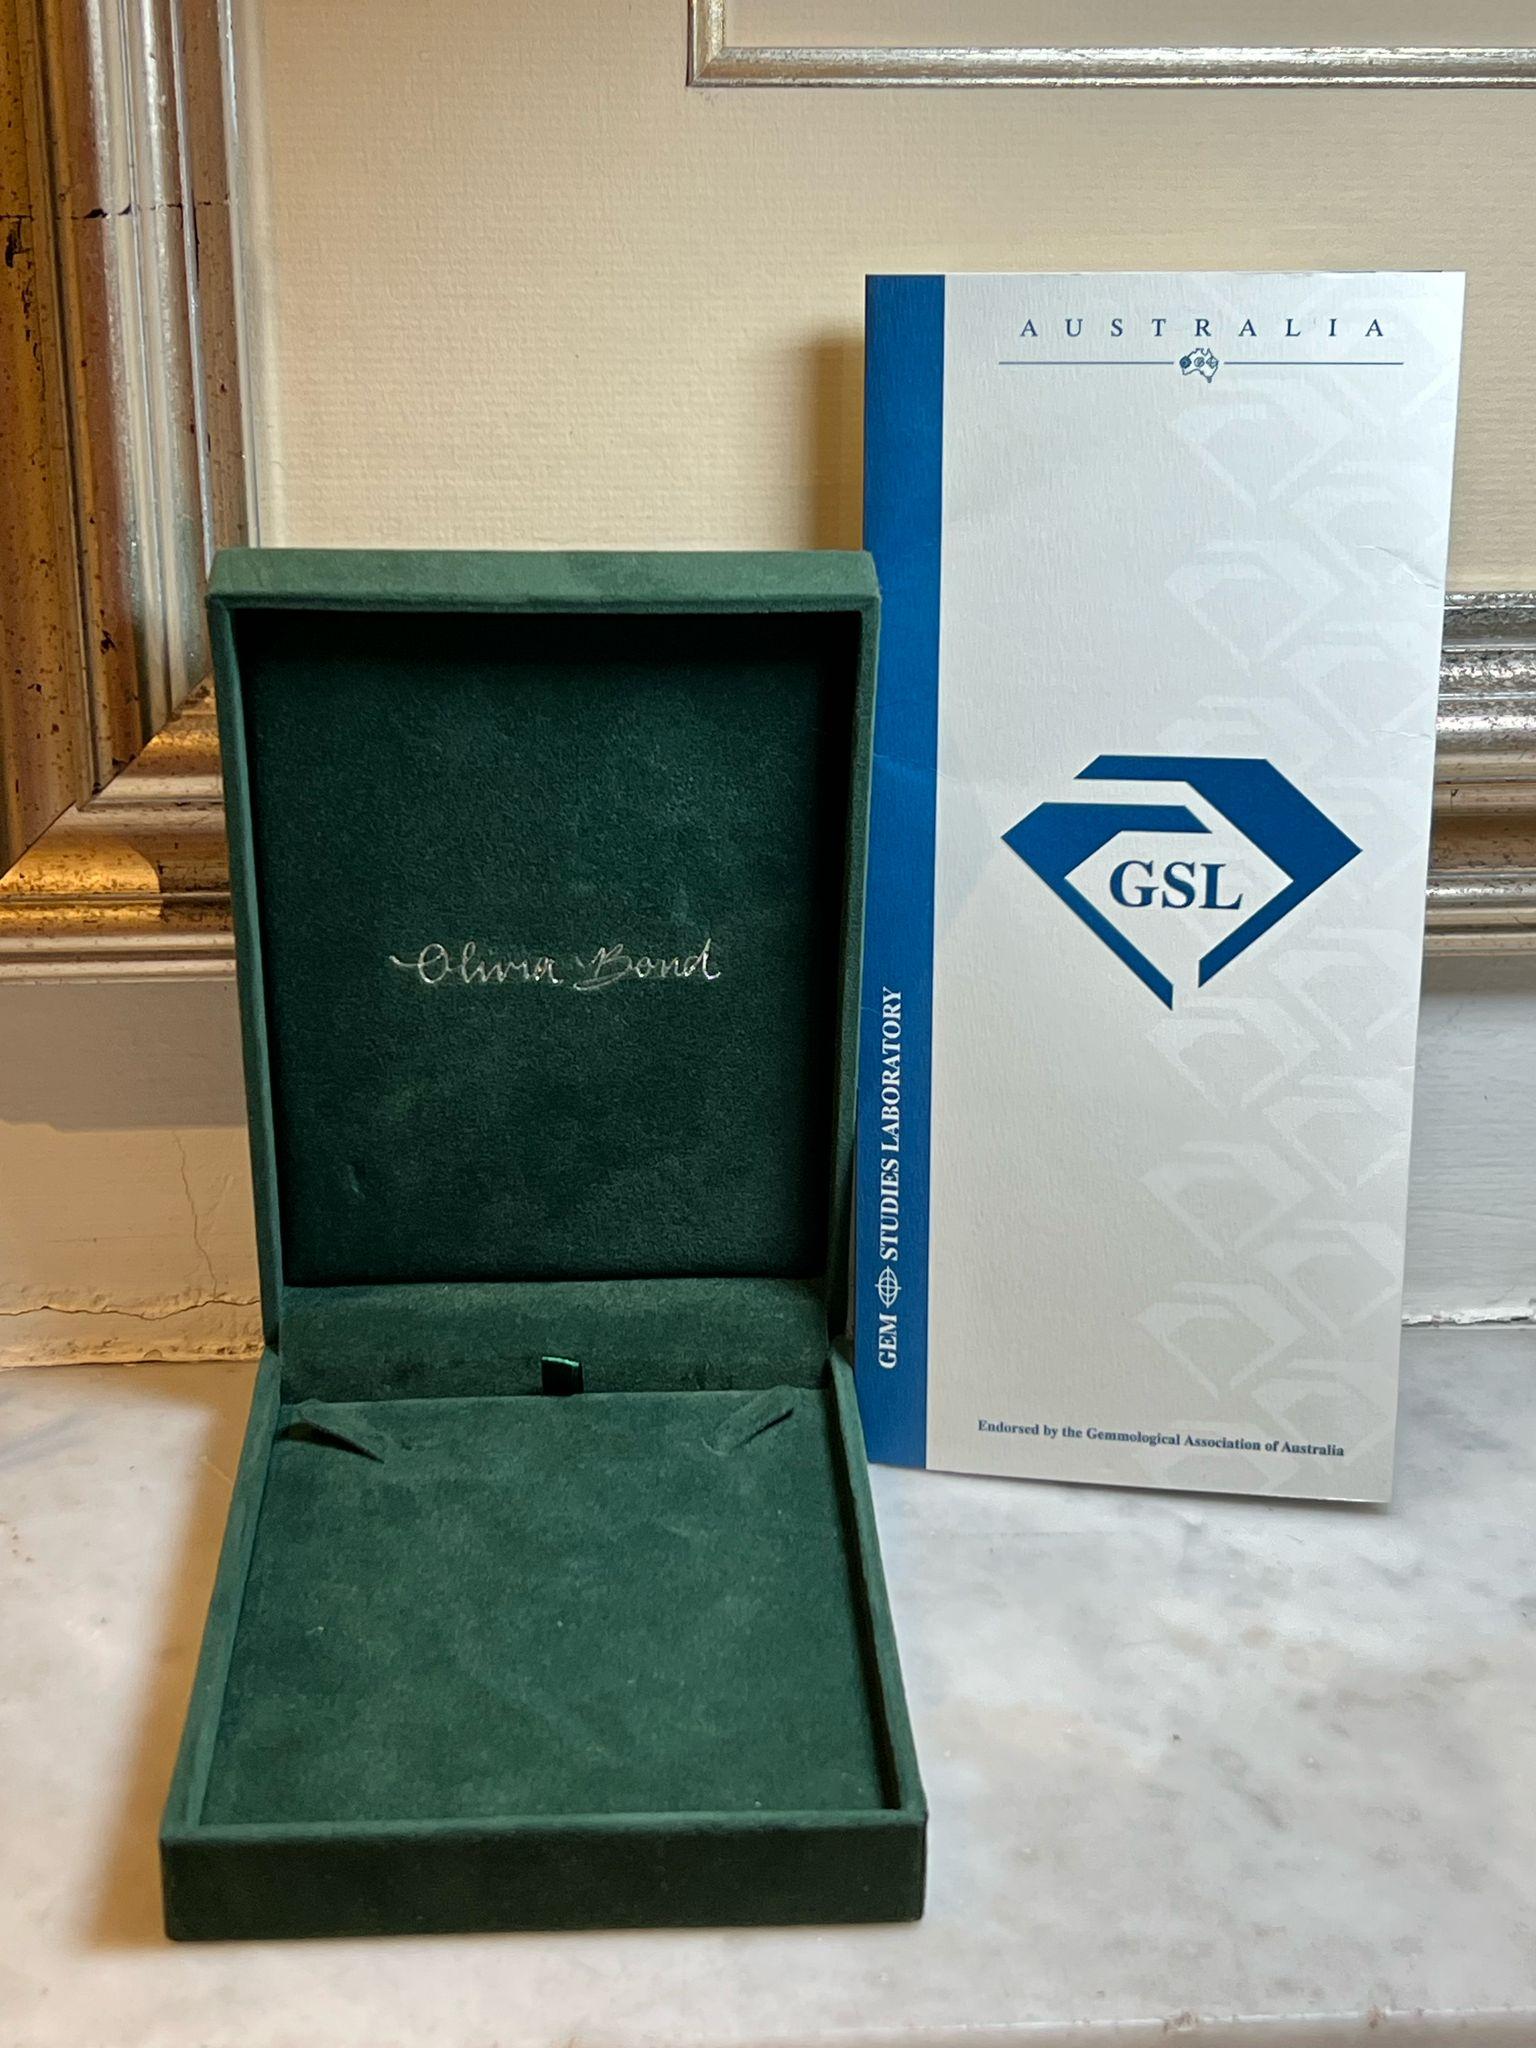 Olivia Bond
AUSTRALIA
GSL
GEM STUDIES LABORATORY
Endorsed by the Gemmological Association of Australia